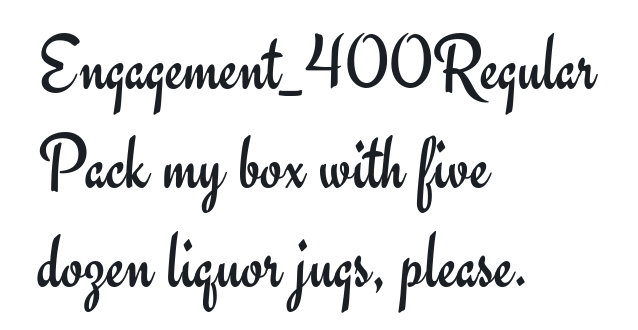 Engagement_400Regular
Pack my box with five
dozen liquor jugs, please.